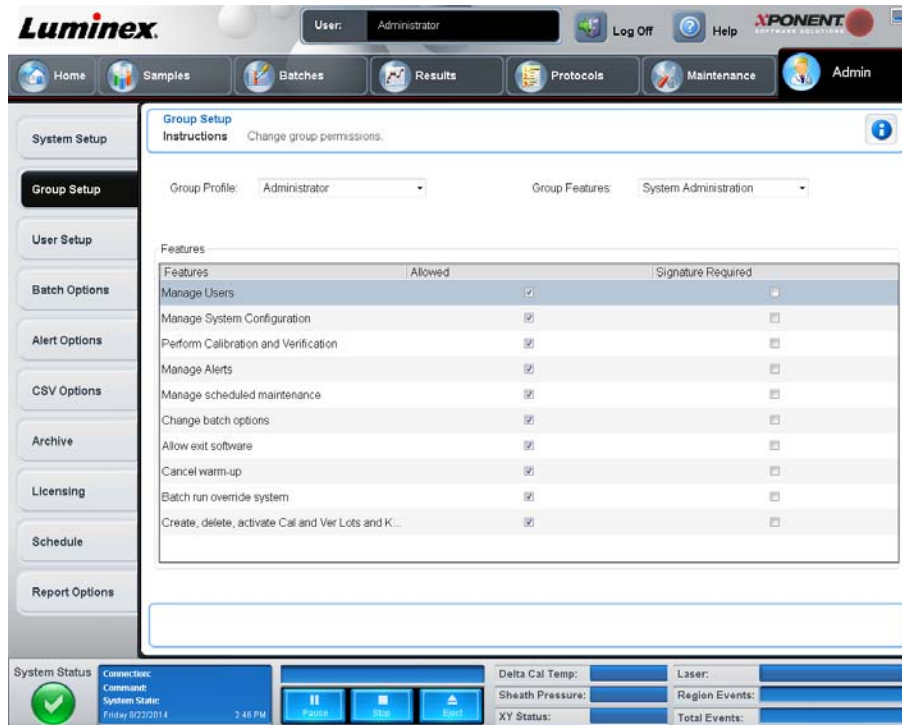 Luminex.
User: Administrator
Log Off
Help
XPONENT
SOFTWARE SOLUTIONS
Home
Samples
Batches
Results
Protocols
Maintenance
Admin
System Setup
Group Setup
User Setup
Batch Options
Alert Options
CSV Options
Archive
Licensing
Schedule
Report Options
Group Setup
Instructions Change group permissions.
Group Profile: Administrator
Group Features: System Administration
Features
Features Allowed Signature Required
Manage Users
Manage System Configuration
Perform Calibration and Verification
Manage Alerts
Manage scheduled maintenance
Change batch options
Allow exit software
Cancel warm-up
Batch run override system
Create, delete, activate Cal and Ver Lots and K...
System Status
Connection:
Command:
System State:
Friday 8/22/2014 2:46 PM
Pause
Stop
Eject
Delta Cal Temp:
Sheath Pressure:
XY Status:
Laser:
Region Events:
Total Events: